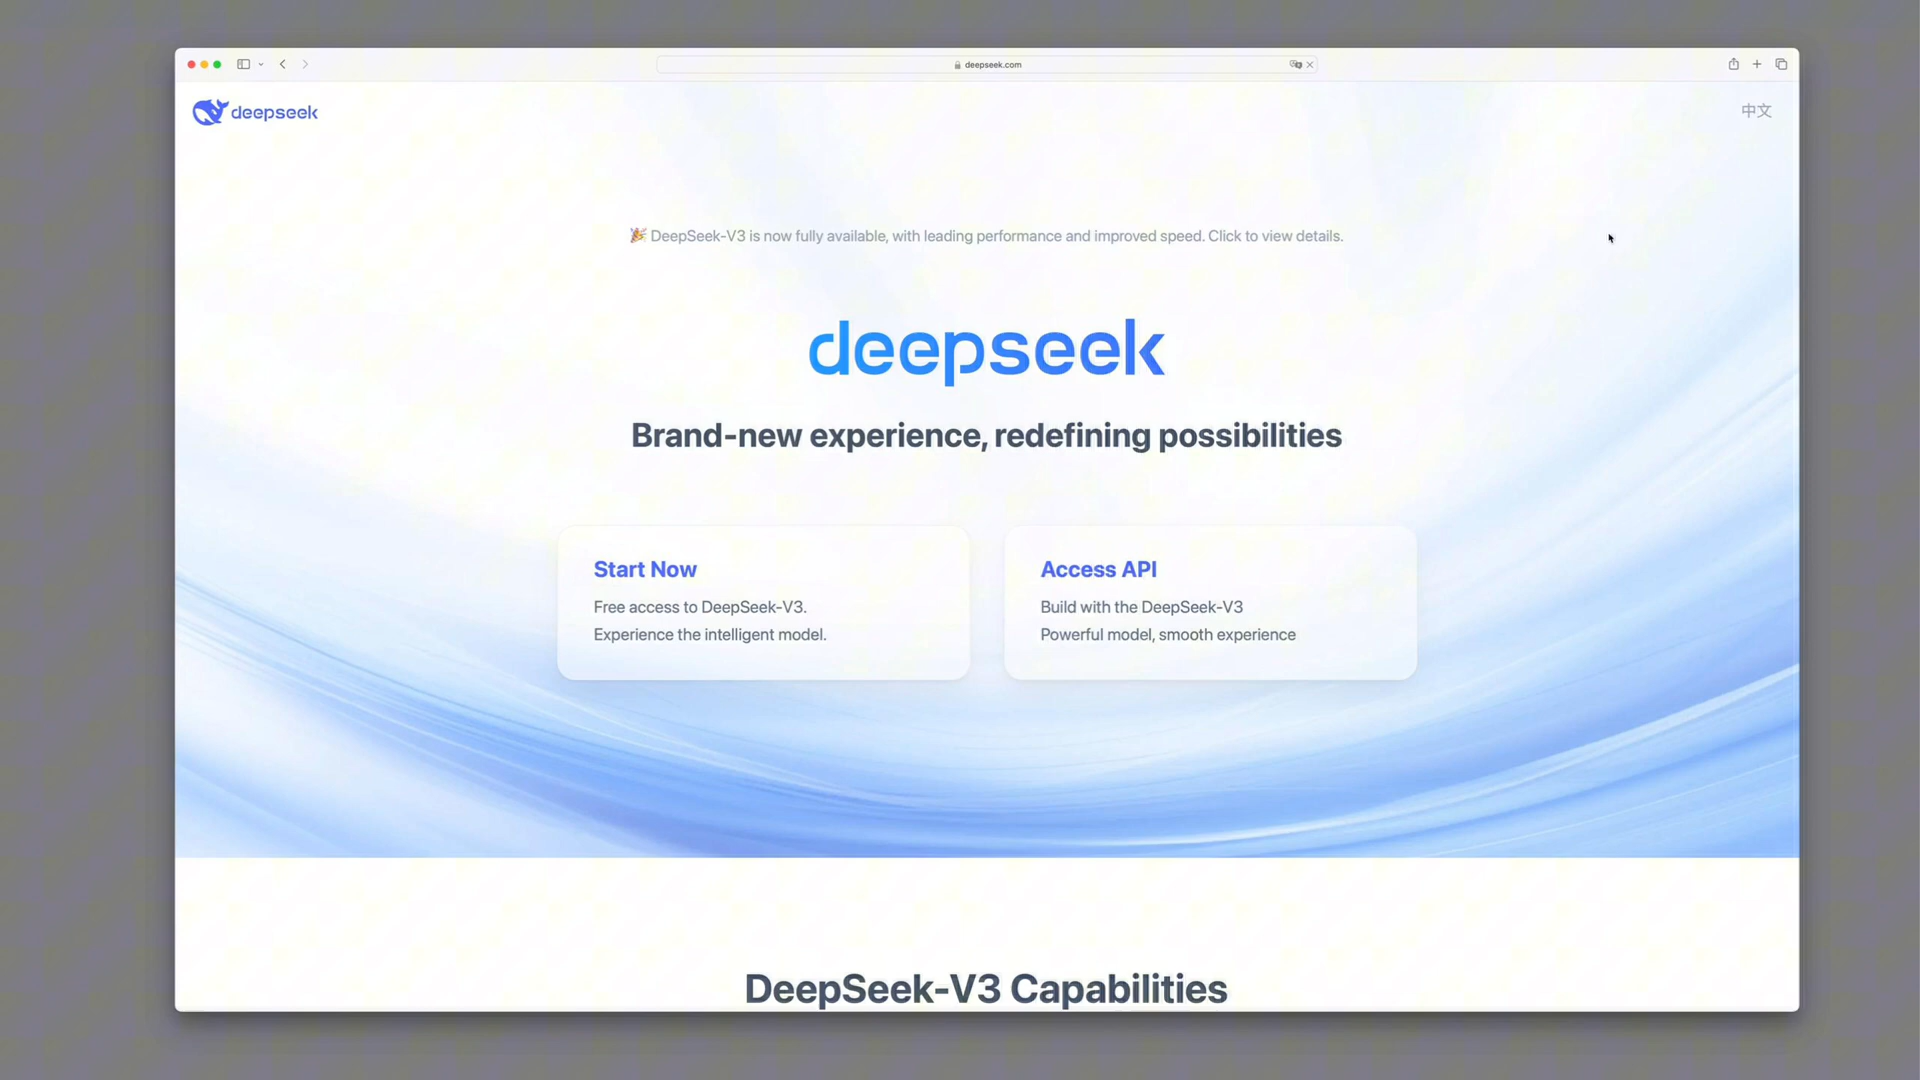 deepseek.com
deepseek
中文
🎉 DeepSeek-V3 is now fully available, with leading performance and improved speed. Click to view details.
deepseek
Brand-new experience, redefining possibilities
Start Now
Free access to DeepSeek-V3.
Experience the intelligent model.
Access API
Build with the DeepSeek-V3
Powerful model, smooth experience
DeepSeek-V3 Capabilities